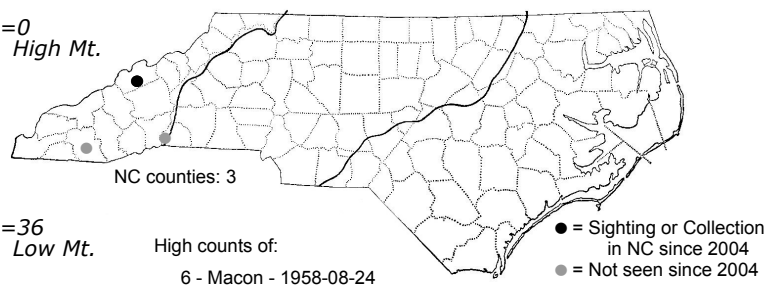 =0
High Mt.
NC counties: 3
=36
Low Mt.
High counts of:
6 - Macon - 1958-08-24
● = Sighting or Collection
in NC since 2004
● = Not seen since 2004